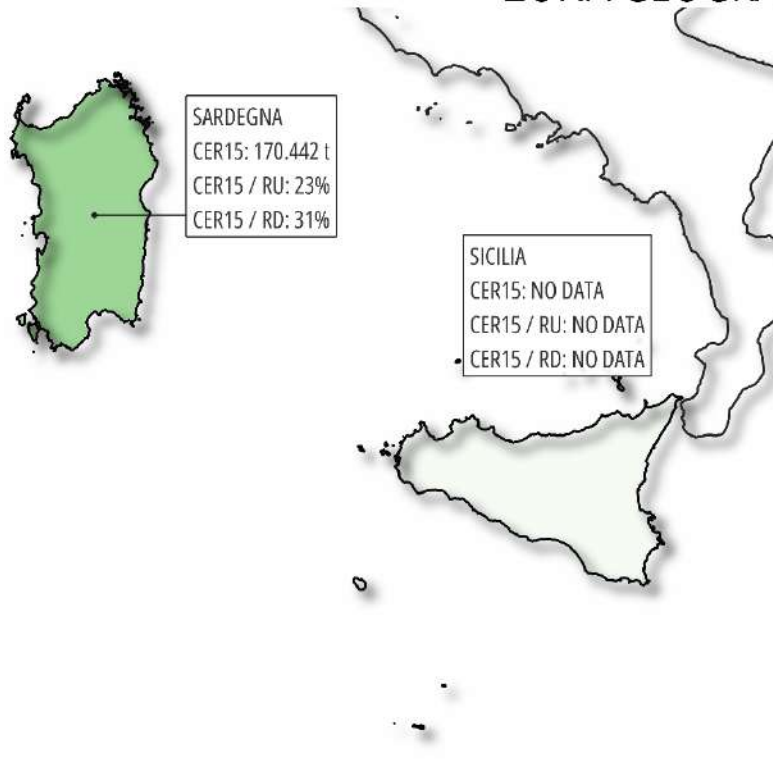 SARDEGNA
CER15: 170.442 t
CER15 / RU: 23%
CER15 / RD: 31%
SICILIA
CER15: NO DATA
CER15 / RU: NO DATA
CER15 / RD: NO DATA